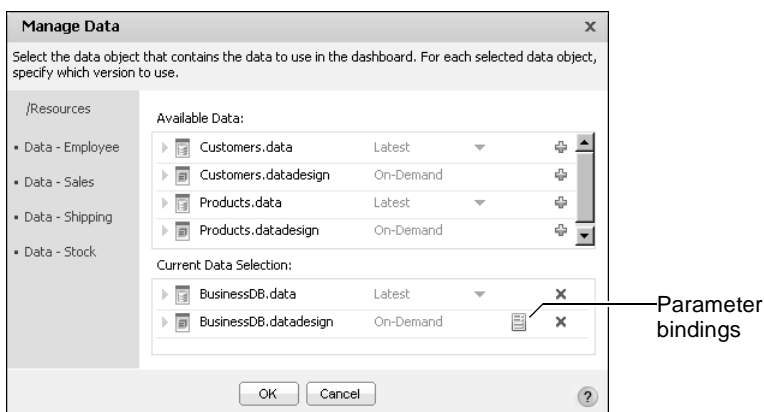 Manage Data
Select the data object that contains the data to use in the dashboard. For each selected data object,
specify which version to use.
/Resources
Data - Employee
Data - Sales
Data - Shipping
Data - Stock
Available Data:
Customers.data Latest
Customers.datadesign On-Demand
Products.data Latest
Products.datadesign On-Demand
Current Data Selection:
BusinessDB.data Latest
BusinessDB.datadesign On-Demand
Parameter
bindings
OK Cancel
?